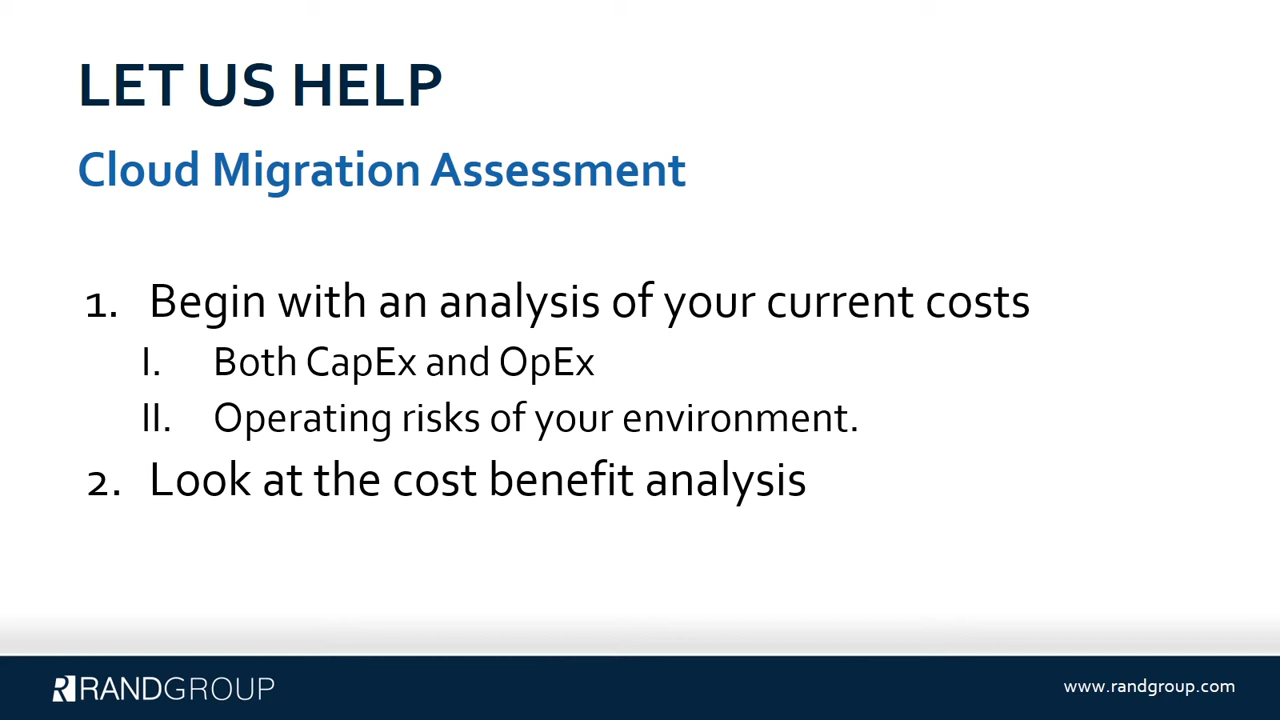 LET US HELP
Cloud Migration Assessment
1. Begin with an analysis of your current costs
I. Both CapEx and OpEx
II. Operating risks of your environment.
2. Look at the cost benefit analysis
RANDGROUP
www.randgroup.com